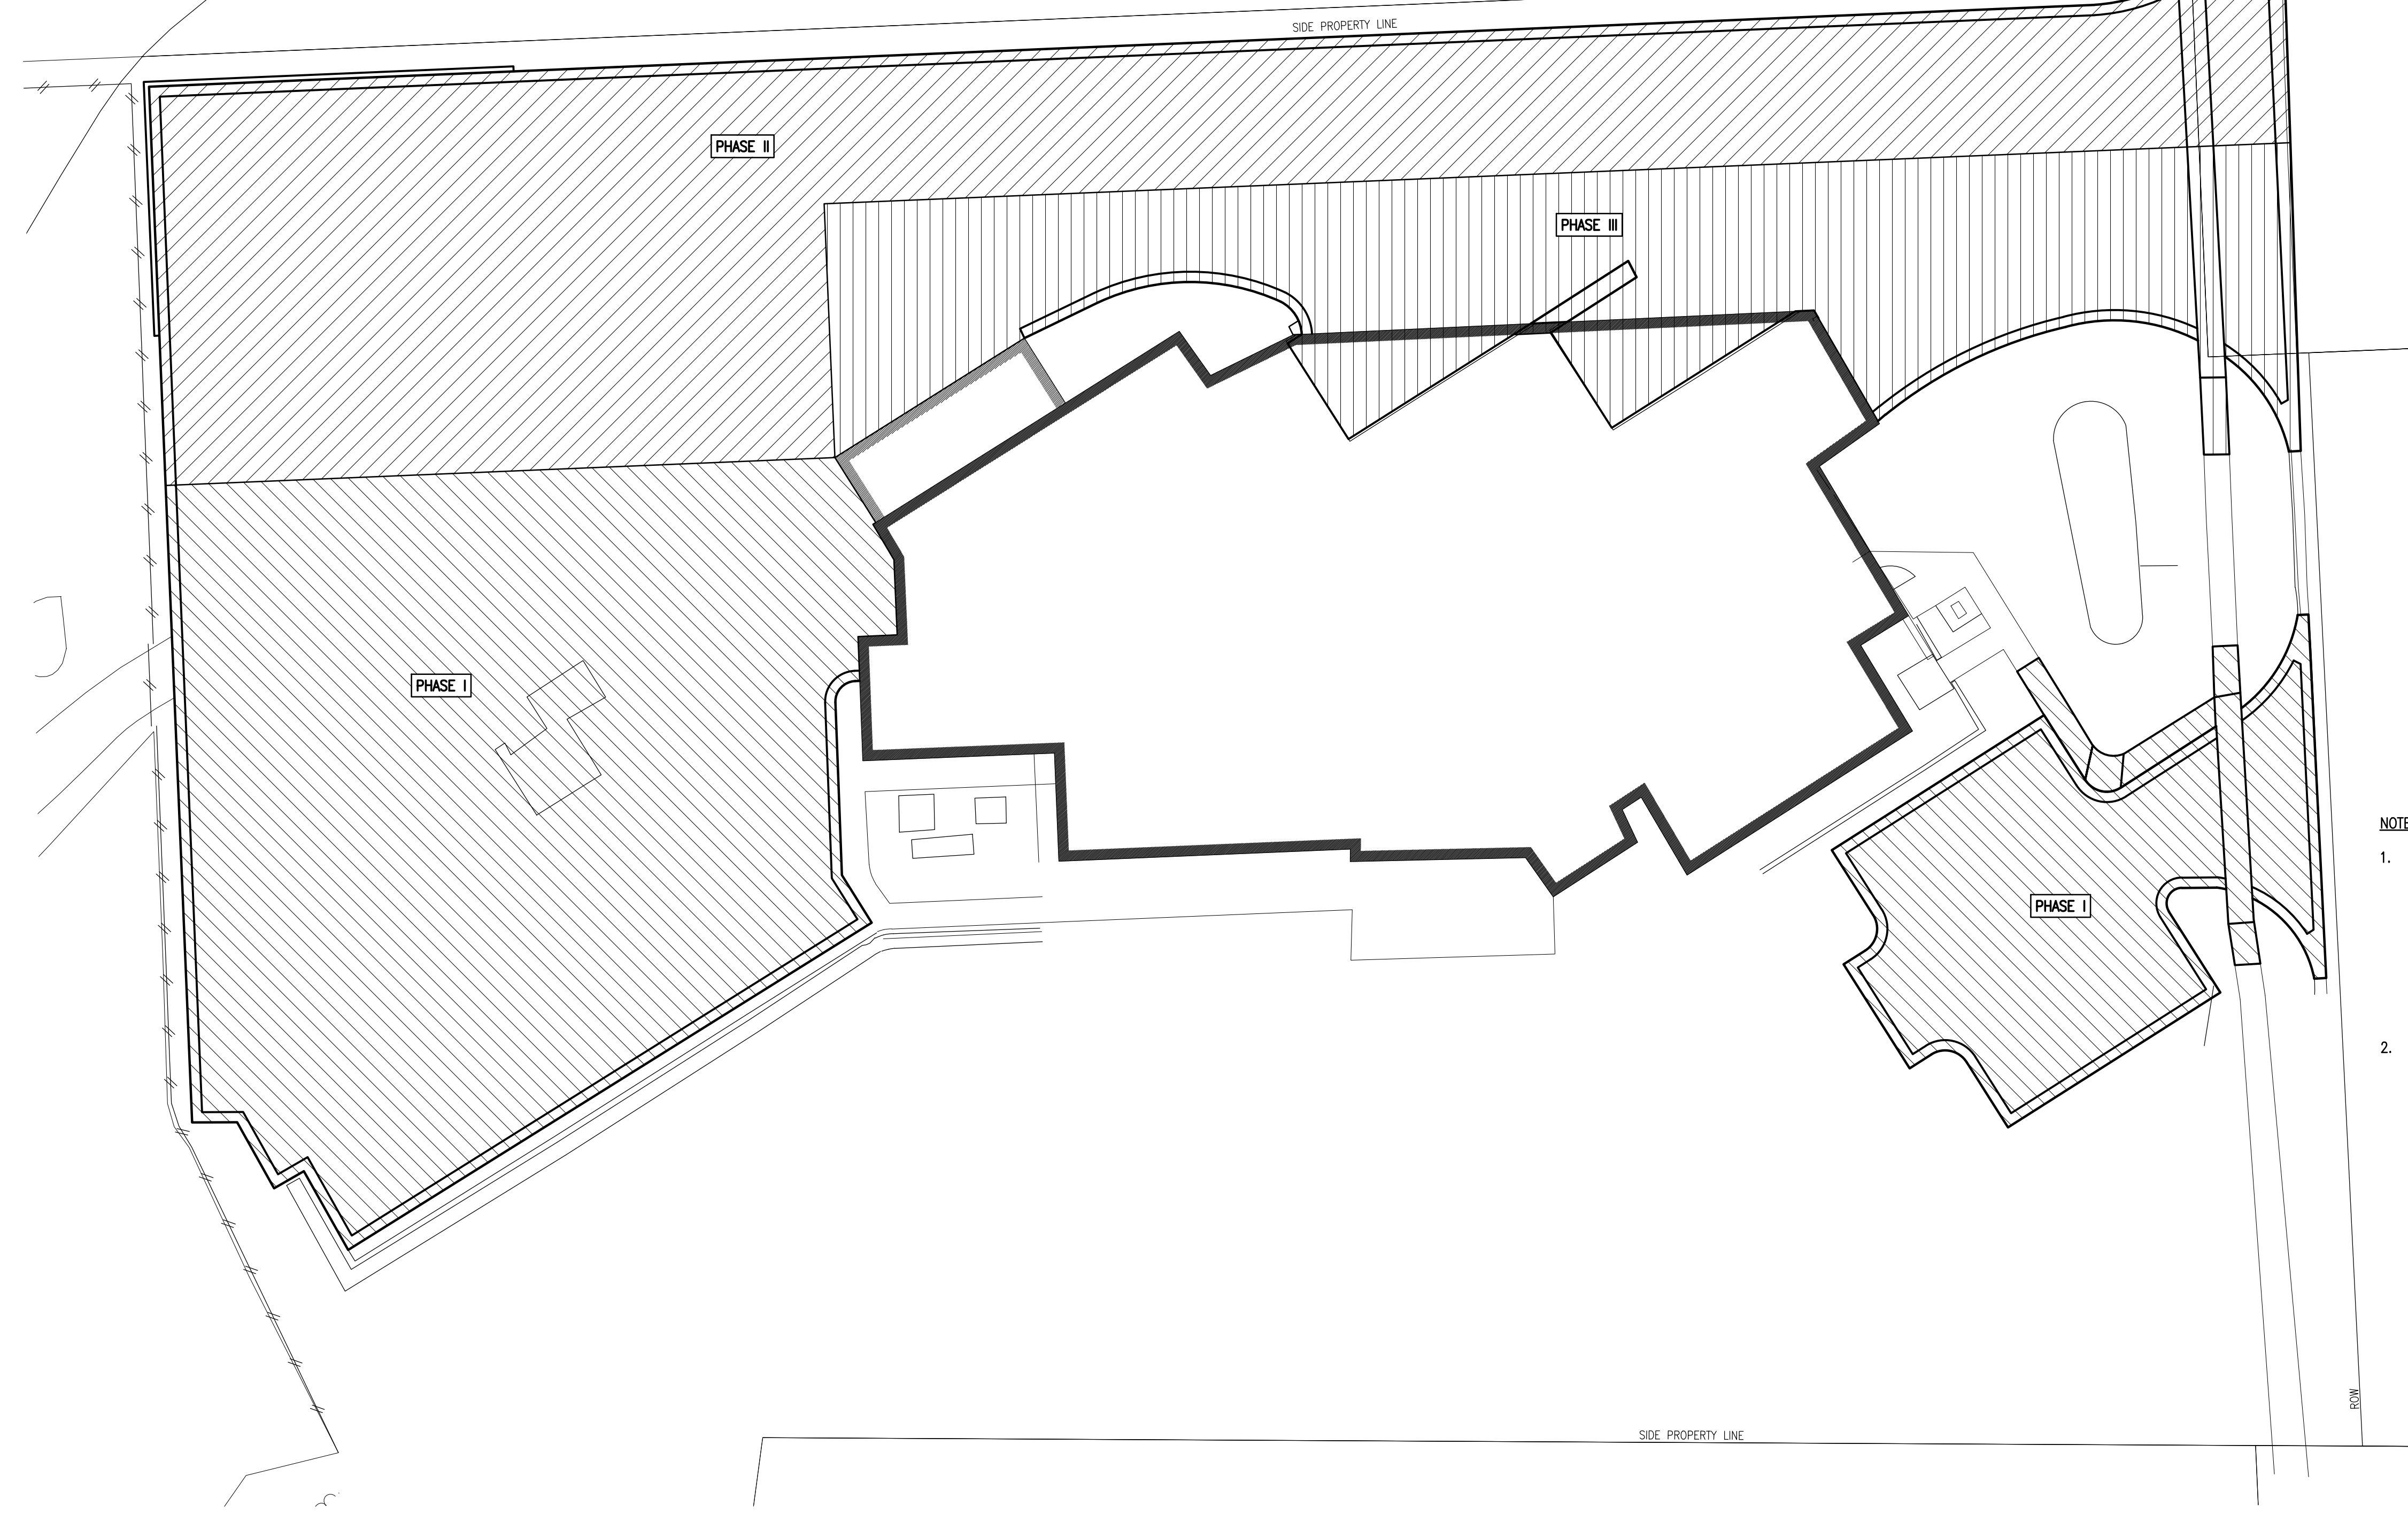 SIDE PROPERTY LINE
PHASE II
PHASE III
PHASE I
NOTE
1.
PHASE I
2.
ROW
SIDE PROPERTY LINE